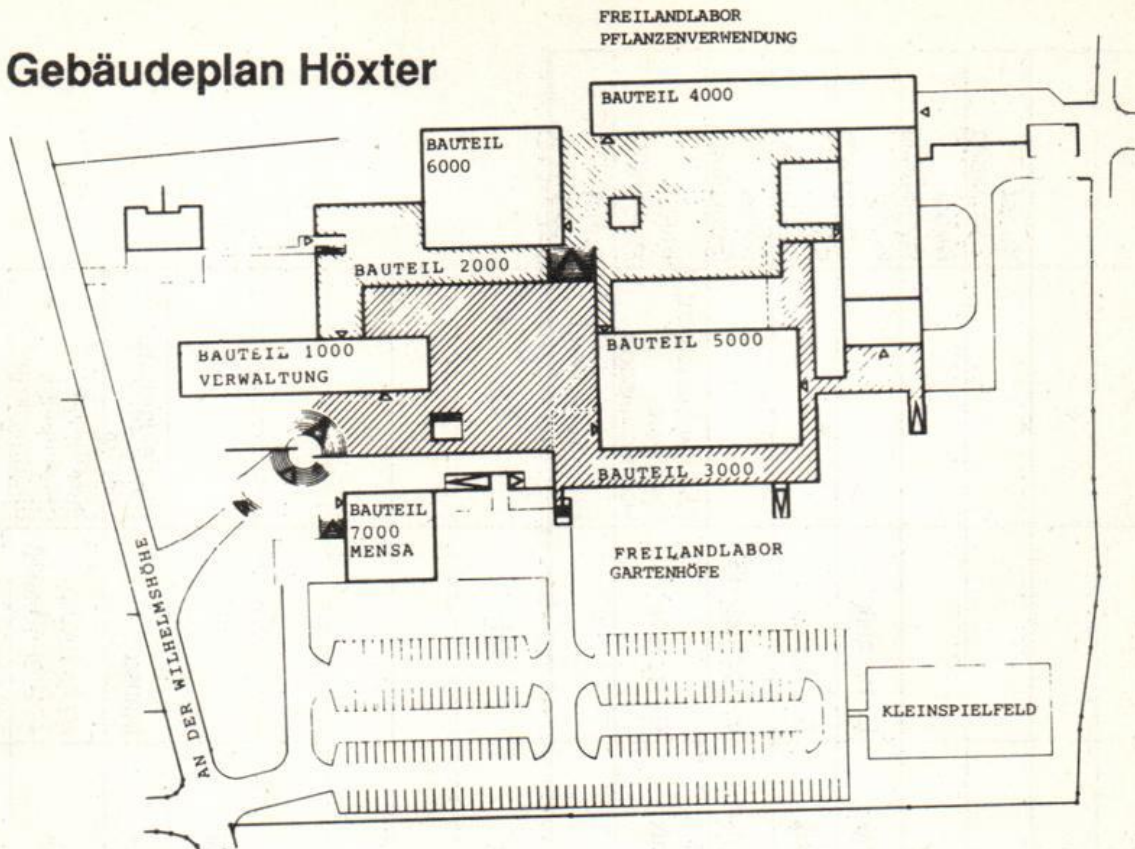 FREILANDLABOR
PFLANZENVERWENDUNG
Gebäudeplan Höxter
BAUTEIL 4000
BAUTEIL
6000
BAUTEIL 2000
BAUTEIL 1000
VERWALTUNG
BAUTEIL 5000
BAUTEIL 3000
BAUTEIL
7000
MENSA
FREILANDLABOR
GARTENHÖFE
AN DER WILHELMSHÖHE
KLEINSPIELFELD